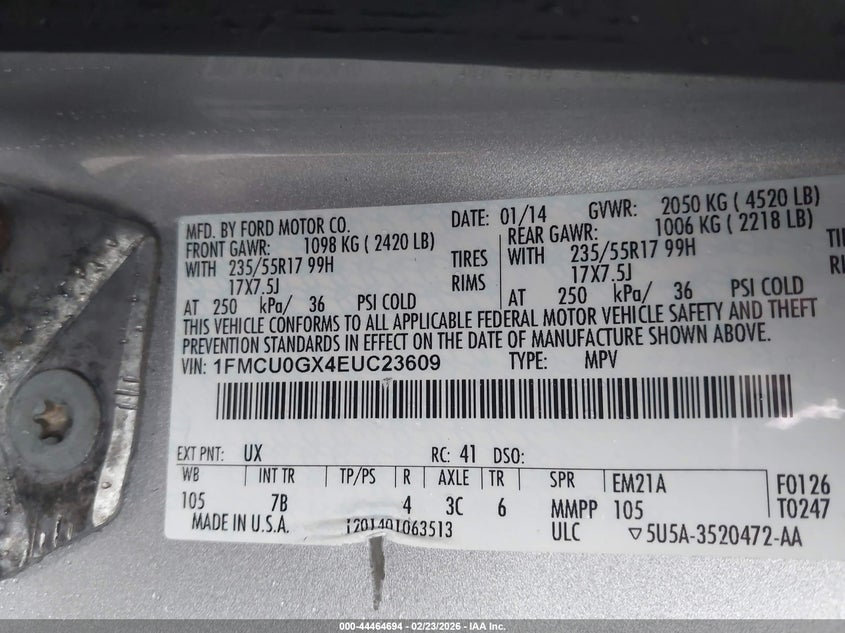 MFD. BY FORD MOTOR CO. DATE: 01/14 GVWR: 2050 KG ( 4520 LB)
FRONT GAWR: 1098 KG ( 2420 LB) REAR GAWR: 1006 KG ( 2218 LB)
WITH 235/55R17 99H TIRES WITH 235/55R17 99H
17X7.5J RIMS 17X7.5J
AT 250 kPa/ 36 PSI COLD AT 250 kPa/ 36 PSI COLD
THIS VEHICLE CONFORMS TO ALL APPLICABLE FEDERAL MOTOR VEHICLE SAFETY AND THEFT
PREVENTION STANDARDS IN EFFECT ON THE DATE OF MANUFACTURE SHOWN ABOVE.
VIN: 1FMCU0GX4EUC23609 TYPE: MPV
EXT PNT: UX RC: 41 DSO:
WB INT TR TP/PS R AXLE TR SPR EM21A F0126
105 7B 4 3C 6 MMPP 105 T0247
MADE IN U.S.A. 1201401063513 ULC ▽5U5A-3520472-AA
000-44464694 | 02/23/2026 - IAA Inc.